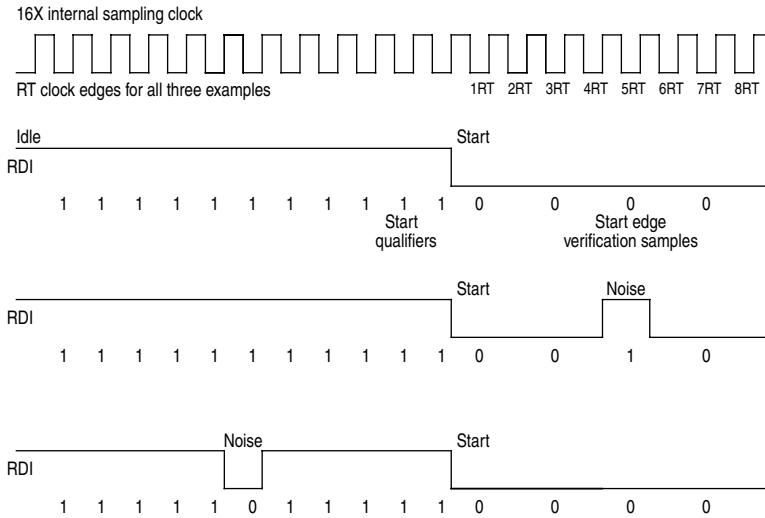 16X internal sampling clock
RT clock edges for all three examples
1RT 2RT 3RT 4RT 5RT 6RT 7RT 8RT
Idle
Start
RDI
1 1 1 1 1 1 1 1 1 1 1 0 0 0 0
Start
qualifiers
Start edge
verification samples
Start
Noise
RDI
1 1 1 1 1 1 1 1 1 1 1 0 0 1 0
Noise
Start
RDI
1 1 1 1 1 0 1 1 1 1 1 0 0 0 0